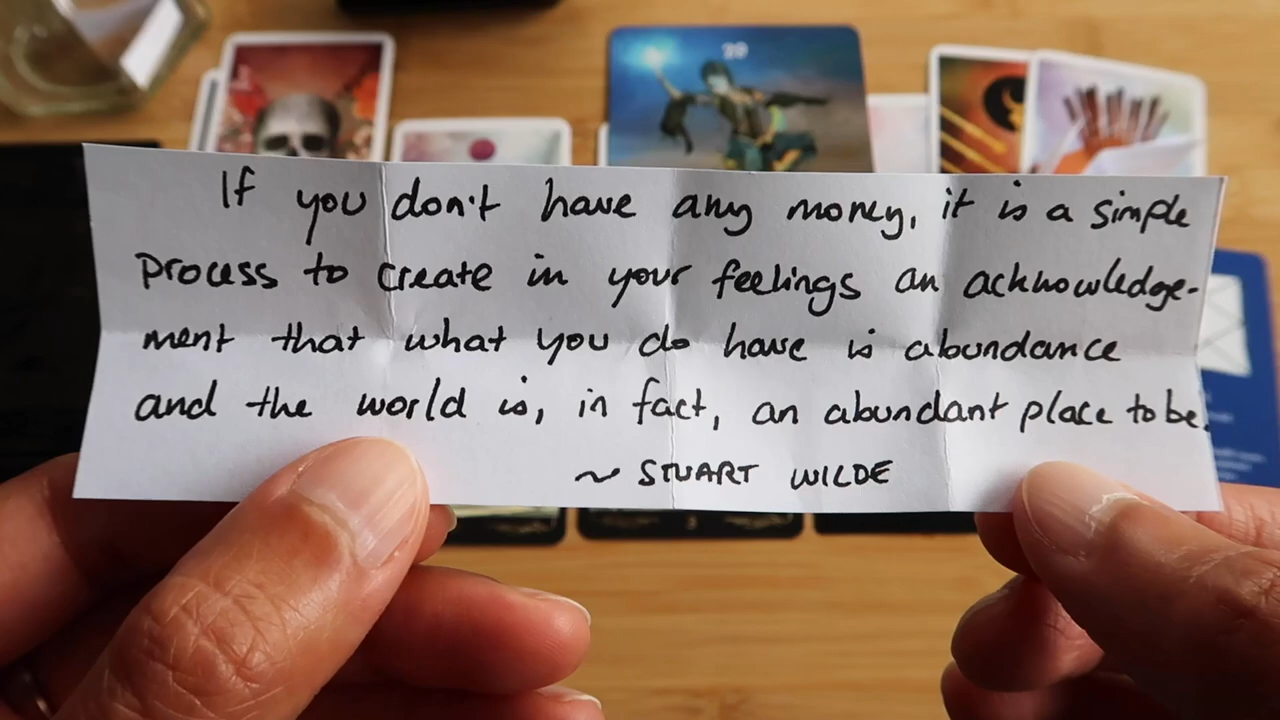 29
If you don't have any money, it is a simple
process to create in your feelings an acknowledge-
ment that what you do have is abundance
and the world is, in fact, an abundant place to be.
~ STUART WILDE
3